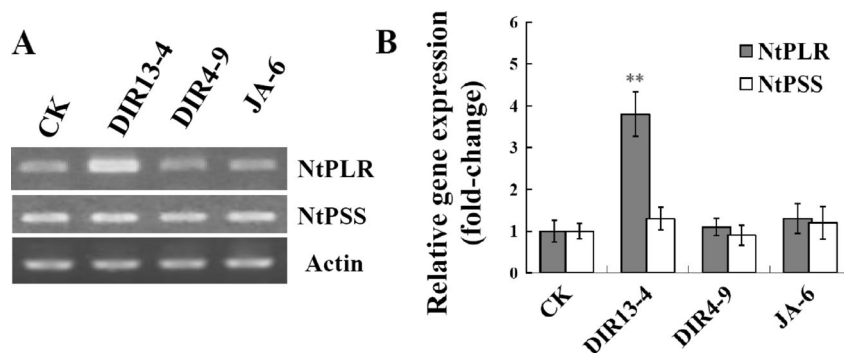 A
CK
DIR13-4
DIR4-9
JA-6
NtPLR
NtPSS
Actin
B
Relative gene expression
(fold-change)
6
5
4
3
2
1
0
**
NtPLR
NtPSS
CK
DIR13-4
DIR4-9
JA-6